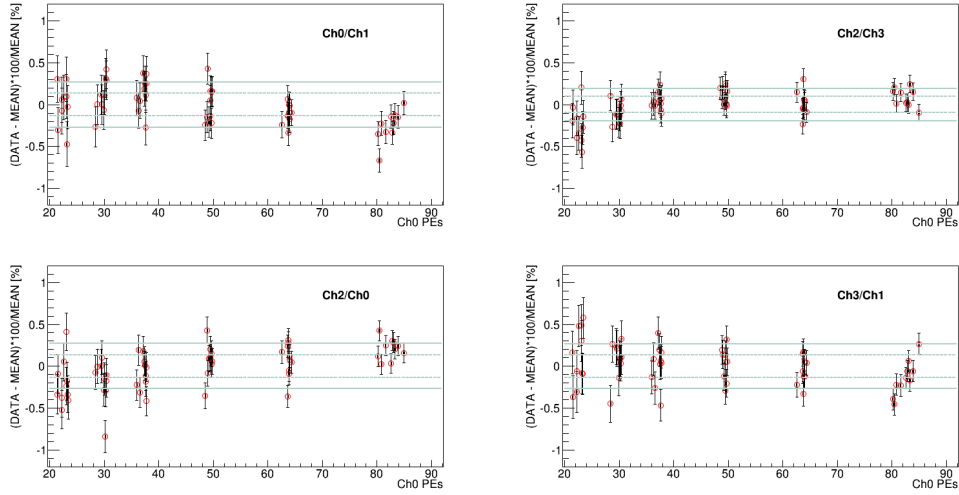 (DATA - MEAN)*100/MEAN [%]
Ch0/Ch1
1
0.5
0
-0.5
-1
20 30 40 50 60 70 80 90
Ch0 PEs
(DATA - MEAN)*100/MEAN [%]
Ch2/Ch3
1
0.5
0
-0.5
-1
20 30 40 50 60 70 80 90
Ch0 PEs
(DATA - MEAN)*100/MEAN [%]
Ch2/Ch0
1
0.5
0
-0.5
-1
20 30 40 50 60 70 80 90
Ch0 PEs
(DATA - MEAN)*100/MEAN [%]
Ch3/Ch1
1
0.5
0
-0.5
-1
20 30 40 50 60 70 80 90
Ch0 PEs